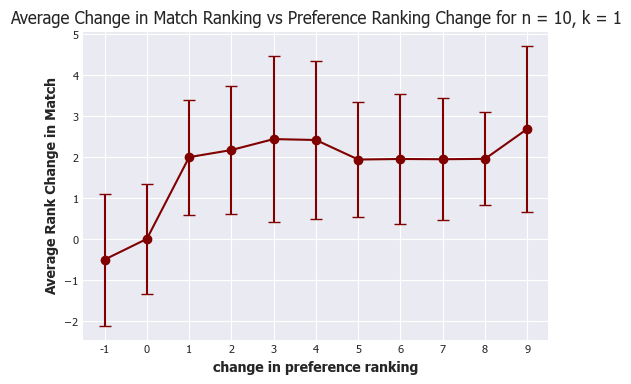 Average Change in Match Ranking vs Preference Ranking Change for n = 10, k = 1
Average Rank Change in Match
5
4
3
2
1
0
−1
−2
-1 0 1 2 3 4 5 6 7 8 9
change in preference ranking